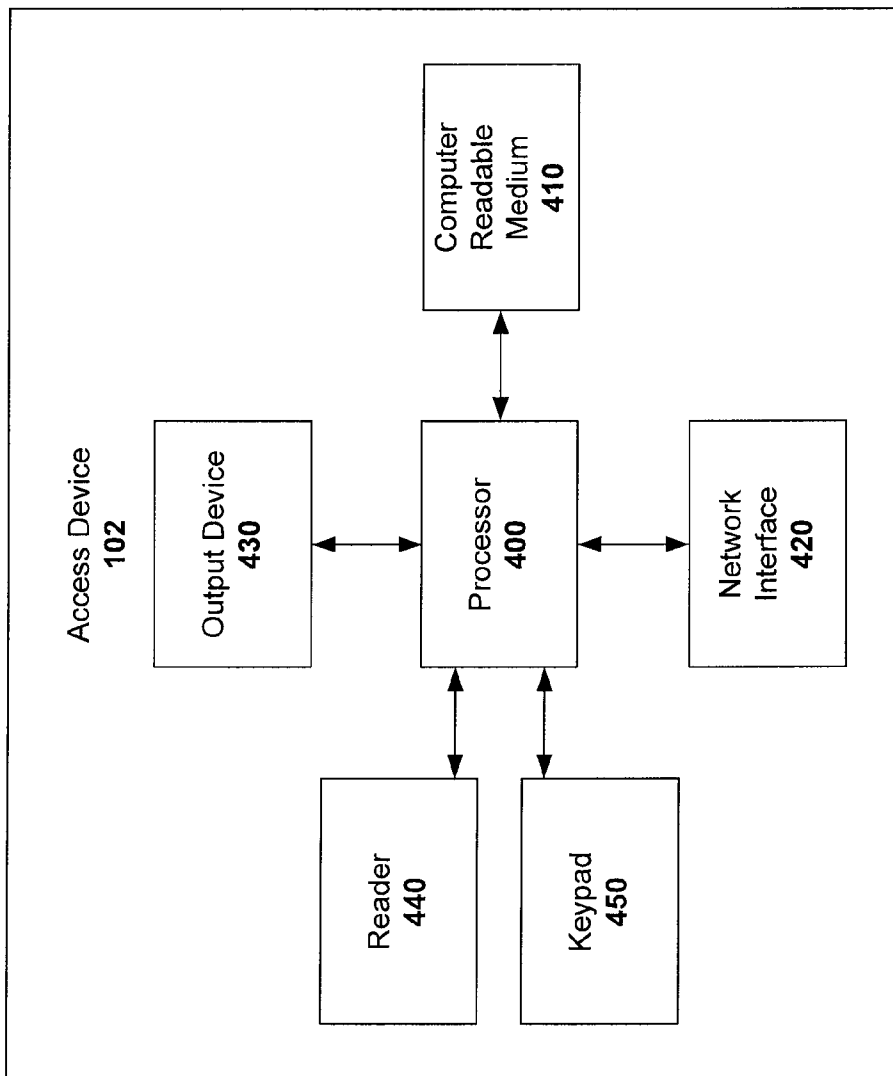 Access Device
102
Output Device
430
Reader
440
Keypad
450
Processor
400
Computer
Readable
Medium
410
Network
Interface
420